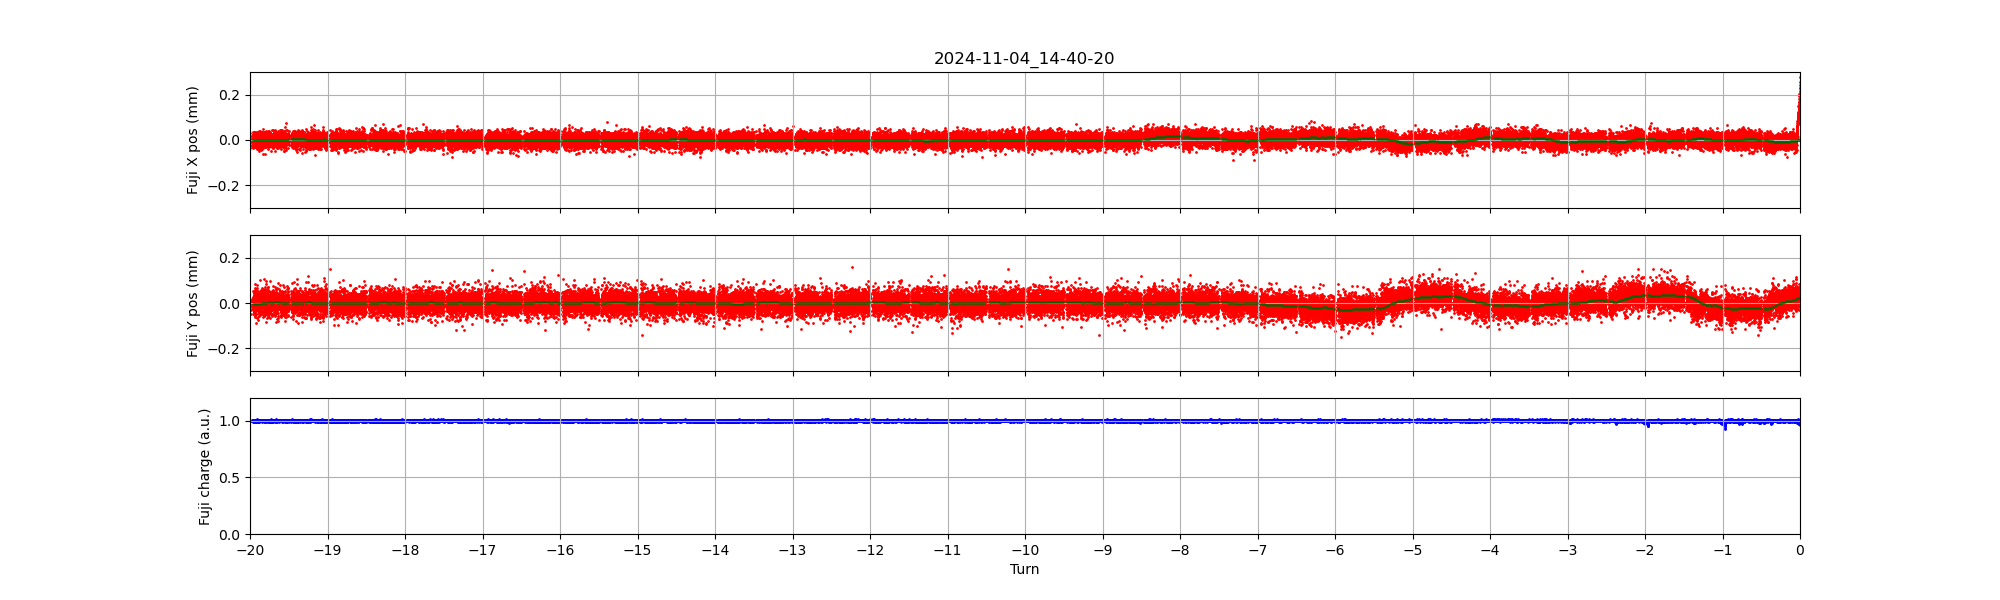 2024-11-04_14-40-20
Fuji X pos (mm)
0.2
0.0
−0.2
Fuji Y pos (mm)
0.2
0.0
−0.2
Fuji charge (a.u.)
1.0
0.5
0.0
−20 −19 −18 −17 −16 −15 −14 −13 −12 −11 −10 −9 −8 −7 −6 −5 −4 −3 −2 −1 0
Turn